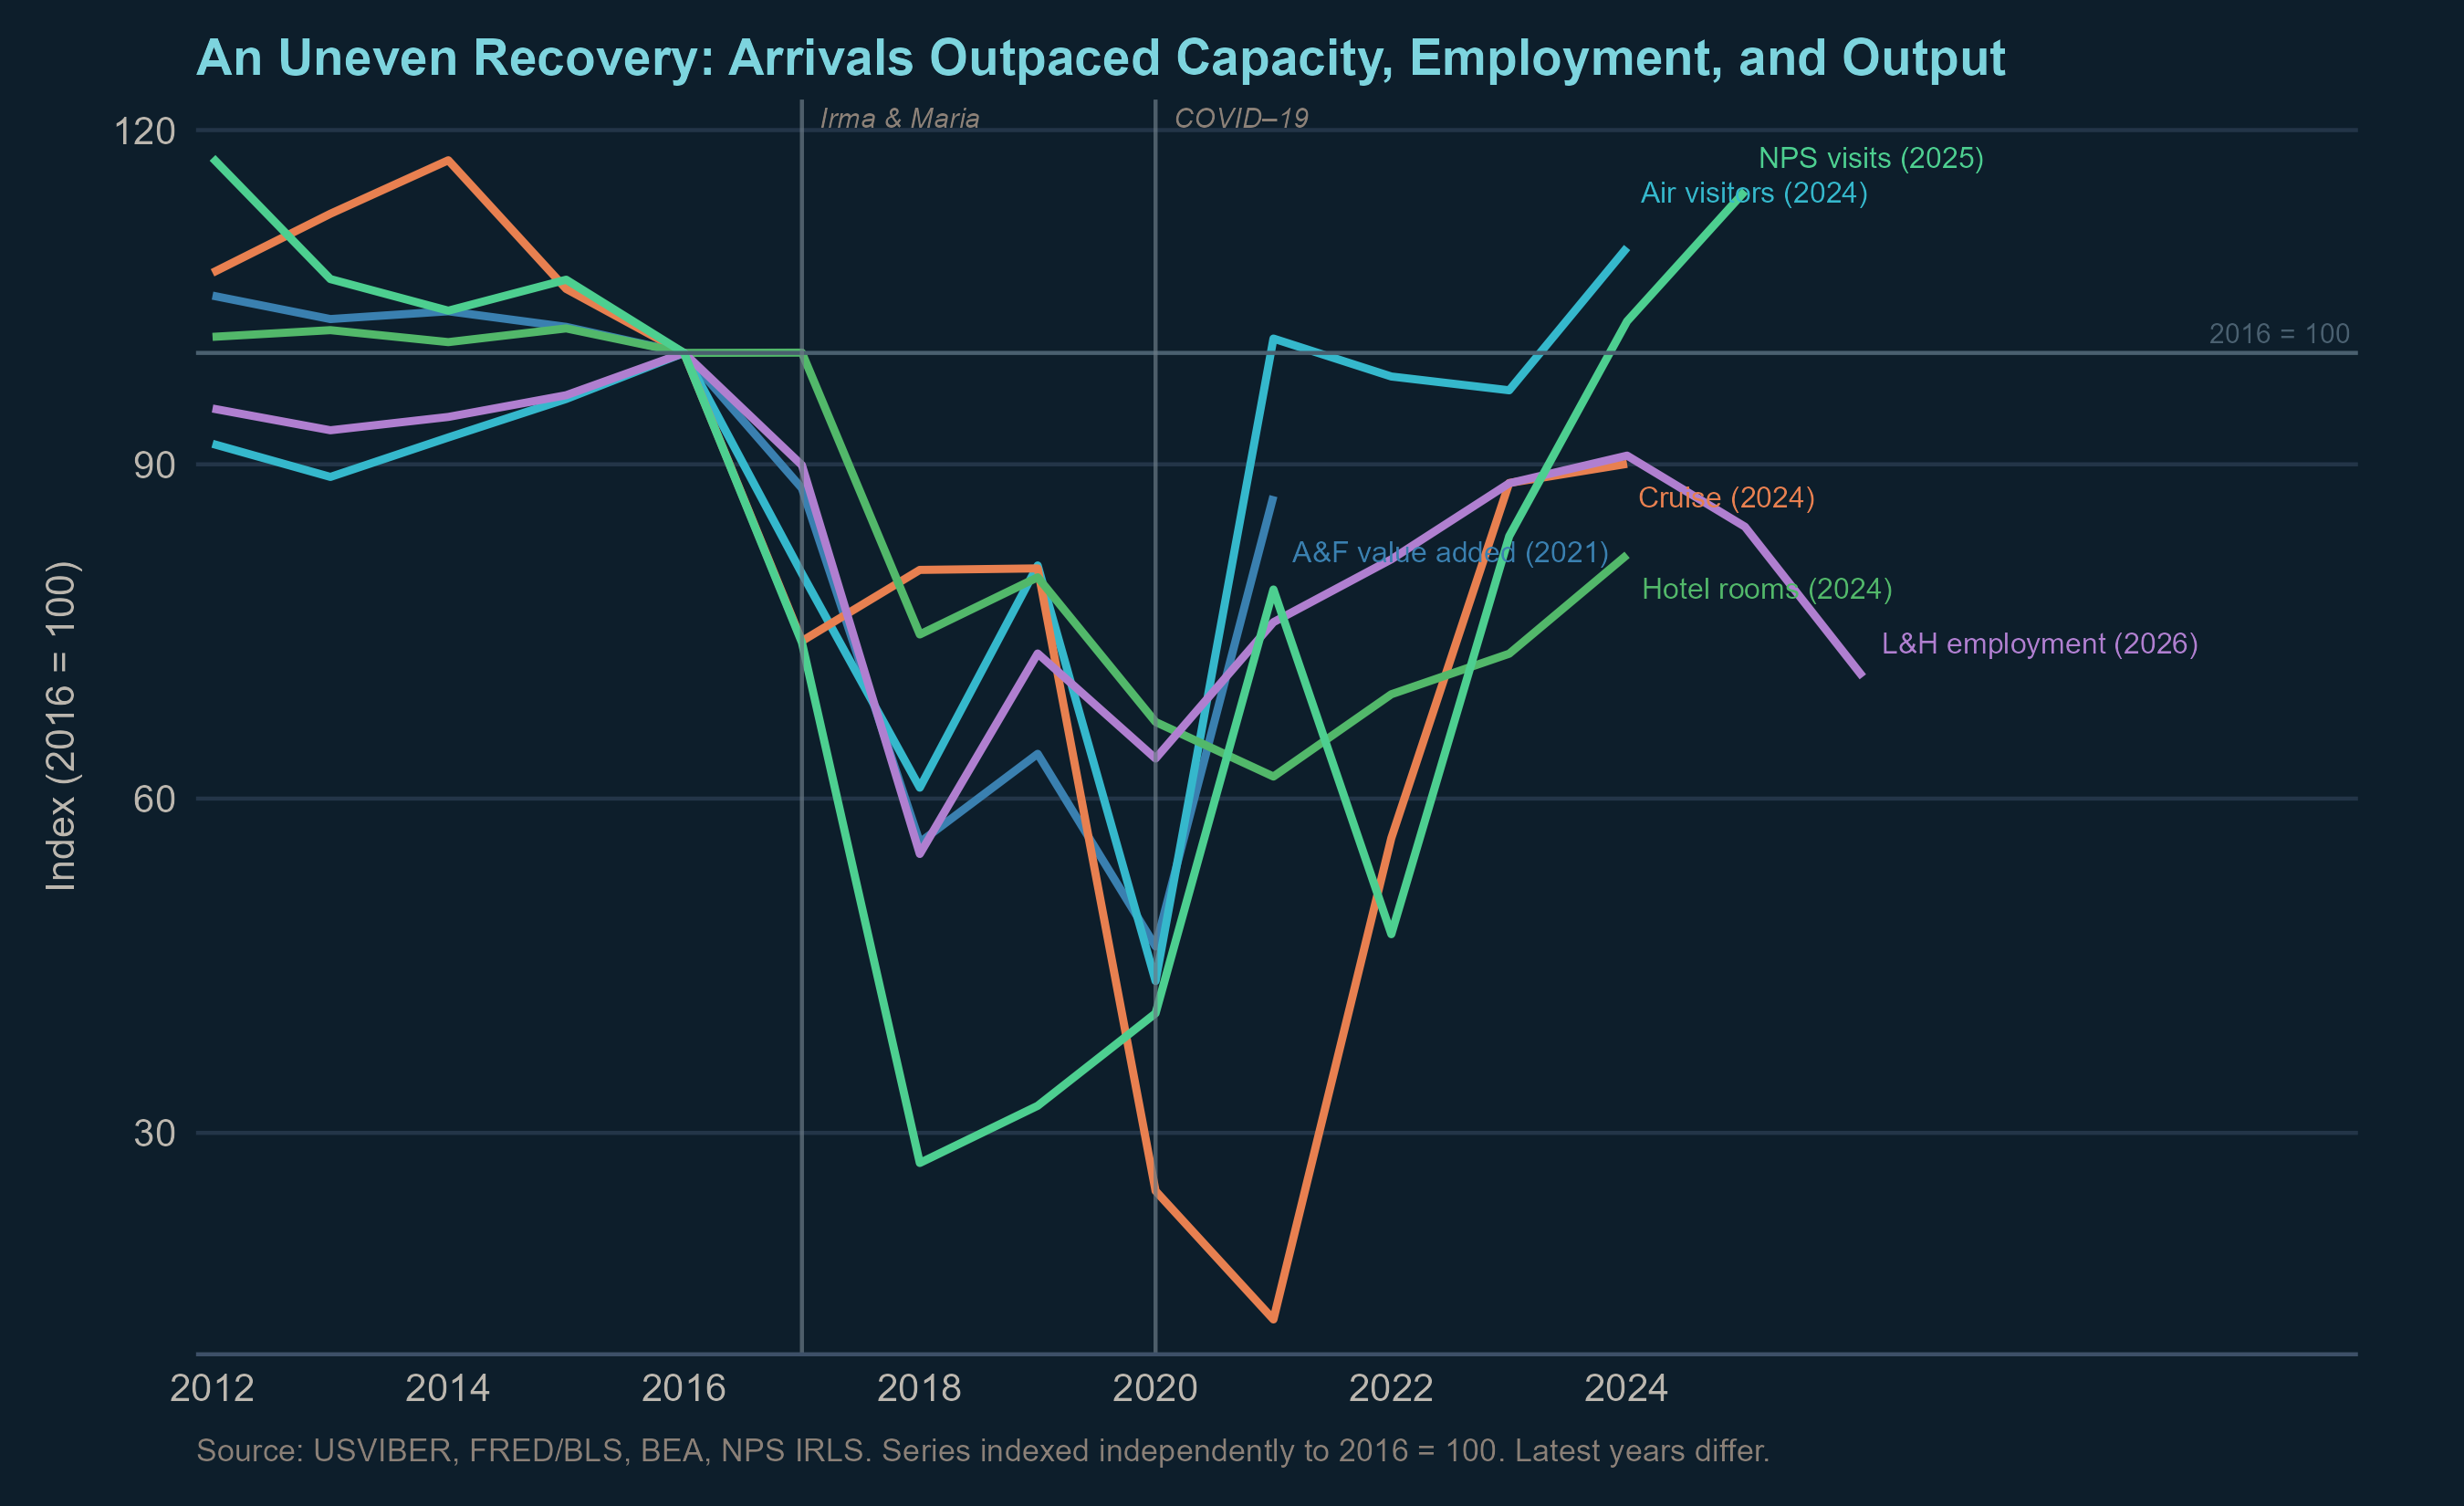 An Uneven Recovery: Arrivals Outpaced Capacity, Employment, and Output
Irma & Maria
COVID–19
120
NPS visits (2025)
Air visitors (2024)
2016 = 100
90
Cruise (2024)
A&F value added (2021)
Hotel rooms (2024)
L&H employment (2026)
Index (2016 = 100)
60
30
2012 2014 2016 2018 2020 2022 2024
Source: USVIBER, FRED/BLS, BEA, NPS IRLS. Series indexed independently to 2016 = 100. Latest years differ.